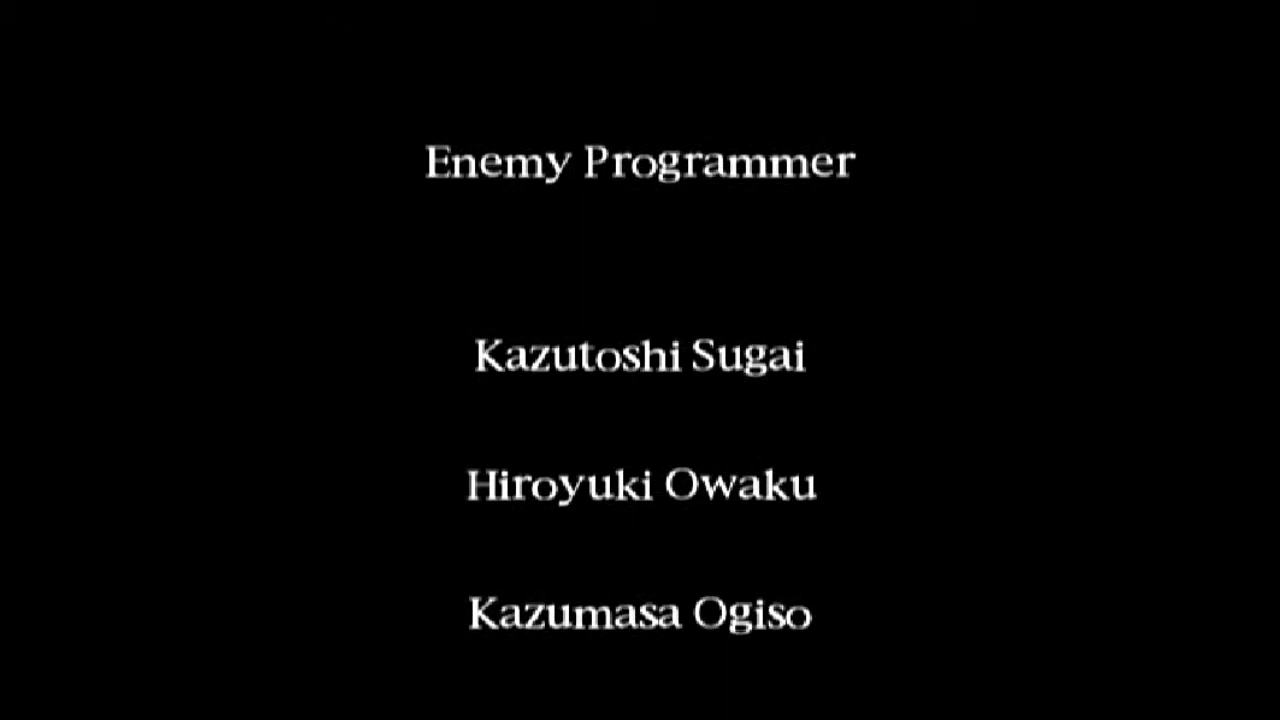 Enemy Programmer
Kazutoshi Sugai
Hiroyuki Owaku
Kazumasa Ogiso